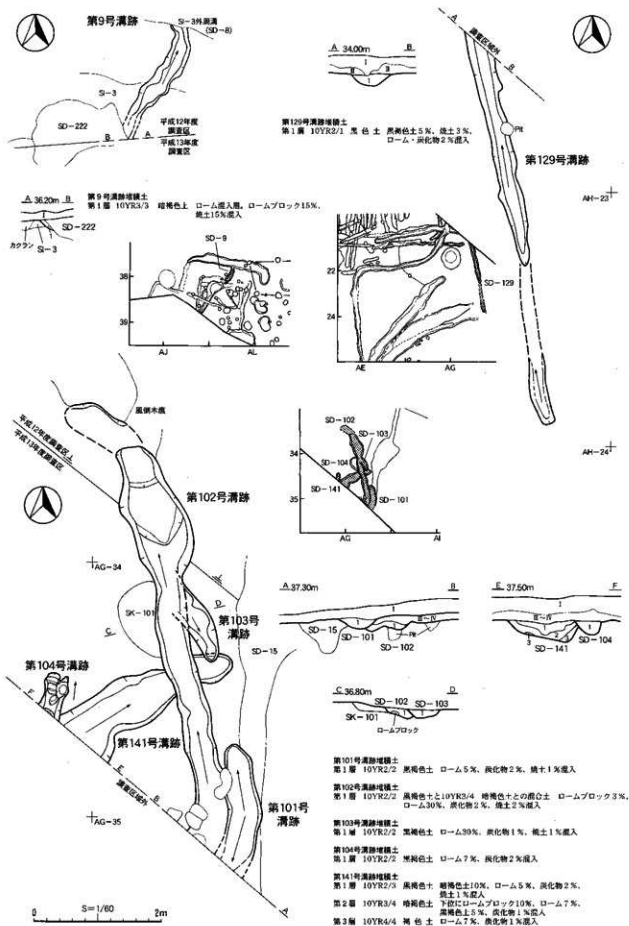 第9号溝跡
SI-3外周溝
(SD-8)
SI-3
SD-222
平成12年度
調査区
平成13年度
調査区
B
A
A 36.20m B
I
SD-222
カクラン
SI-3
第9号溝跡堆積土
第1層 10YR3/3 暗褐色土 ローム混入層。ロームブロック15%、
焼土15%混入
A 34.00m B
I
II
II
1
第129号溝跡堆積土
第1層 10YR2/1 黒色土 黒褐色土5%、焼土3%、
ローム・炭化物2%混入
A
調査区域外
B
Pit
第129号溝跡
AH-23
AH-24
SD-9
38
39
AJ
AL
22
24
SD-129
AE
AG
SD-102
SD-103
34
SD-104
SD-141
35
SD-101
AG
AI
風倒木痕
平成12年度調査区
平成13年度調査区
第102号溝跡
AG-34
SK-101
C
D
第103号
溝跡
SD-15
第104号溝跡
F
第141号溝跡
E
調査区域外
B
第101号
溝跡
AG-35
A
S=1/60
0
2m
A 37.30m B
I
III~IV
SD-15
SD-101
Pit
SD-102
E 37.50m F
I
III~IV
1
2
3
SD-141
SD-104
C 36.80m D
SD-102
SD-103
SK-101
ロームブロック
第101号溝跡堆積土
第1層 10YR2/2 黒褐色土 ローム5%、炭化物2%、焼土1%混入
第102号溝跡堆積土
第1層 10YR2/2 黒褐色土と10YR3/4 暗褐色土との混合土 ロームブロック3%、
ローム30%、炭化物2%、焼土2%混入
第103号溝跡堆積土
第1層 10YR2/2 黒褐色土 ローム30%、炭化物1%、焼土1%混入
第104号溝跡堆積土
第1層 10YR2/2 黒褐色土 ローム7%、炭化物2%混入
第141号溝跡堆積土
第1層 10YR2/3 黒褐色土 暗褐色土10%、ローム5%、炭化物2%、
焼土1%混入
第2層 10YR3/4 暗褐色土 下位にロームブロック10%、ローム7%、
黒褐色土5%、炭化物1%混入
第3層 10YR4/4 褐色土 ローム7%、炭化物1%混入